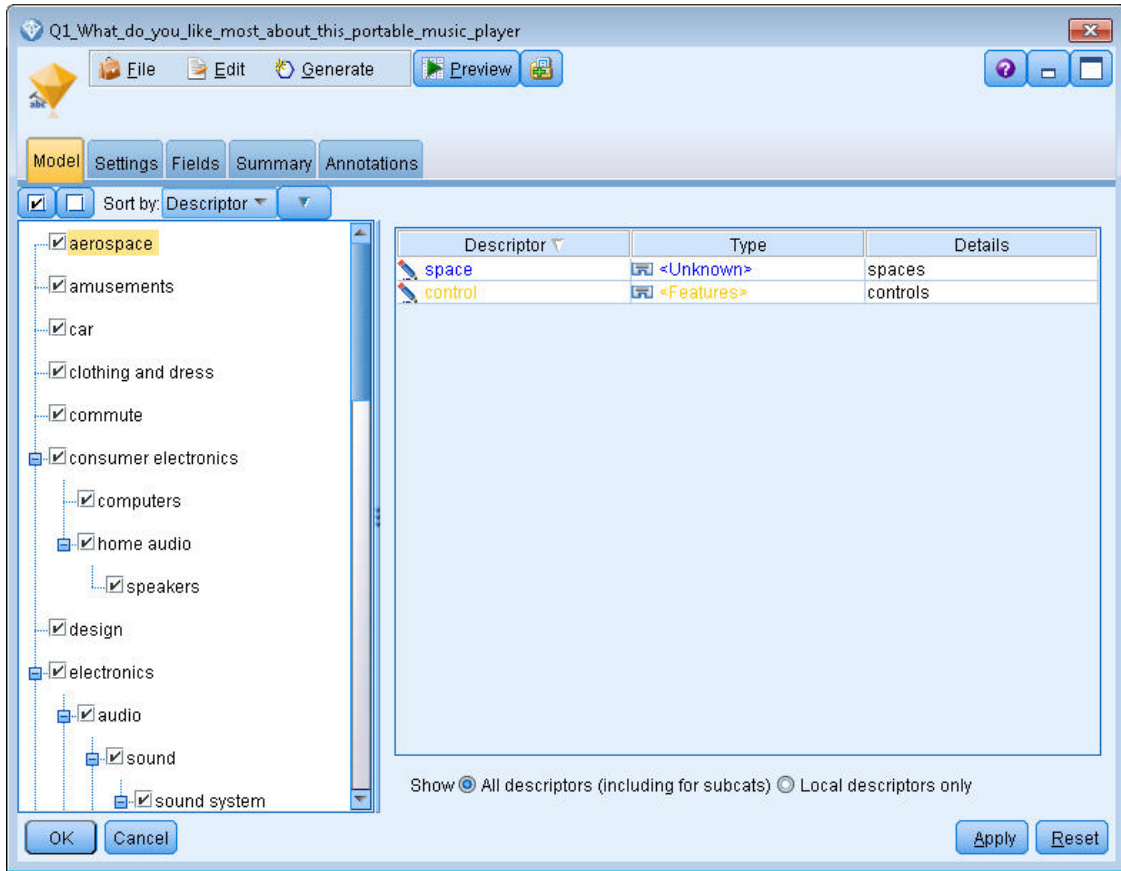 Q1_What_do_you_like_most_about_this_portable_music_player
File Edit Generate Preview
abc
Model Settings Fields Summary Annotations
Sort by: Descriptor
aerospace
amusements
car
clothing and dress
commute
consumer electronics
computers
home audio
speakers
design
electronics
audio
sound
sound system
Descriptor Type Details
space <Unknown> spaces
control <Features> controls
Show All descriptors (including for subcats) Local descriptors only
OK Cancel Apply Reset